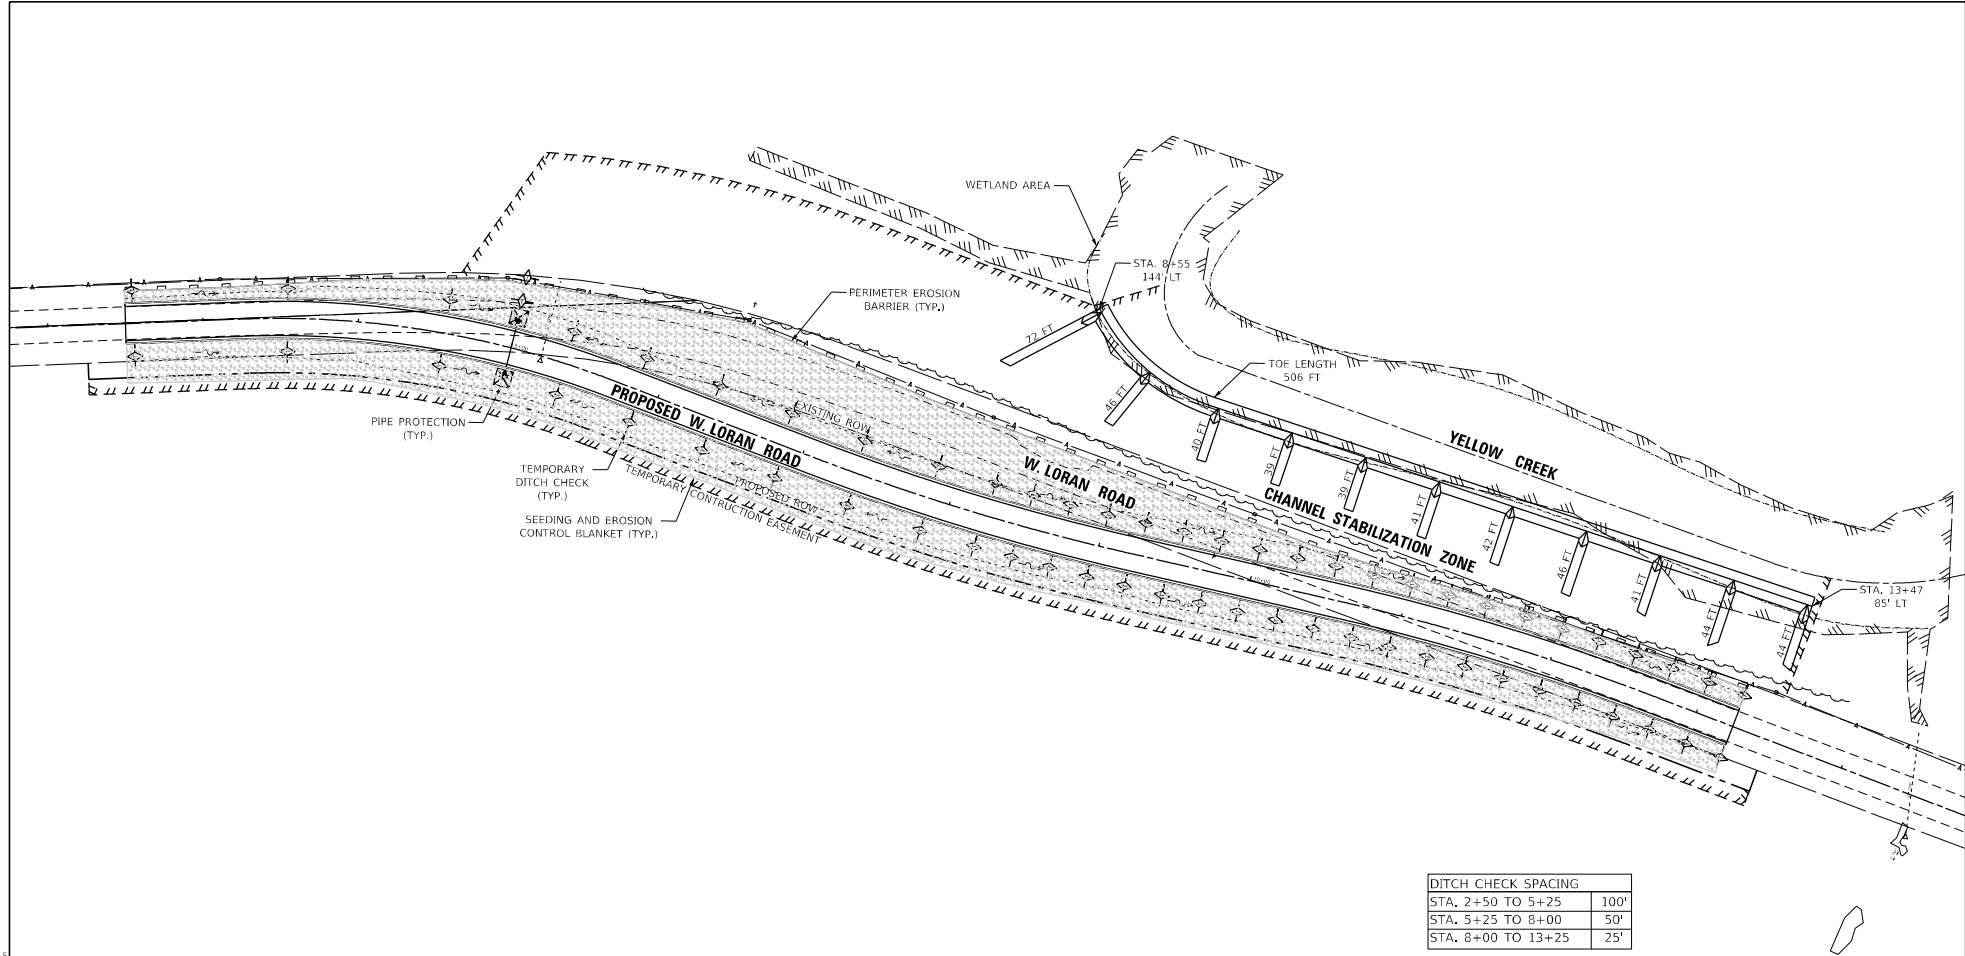 WETLAND AREA
STA. 8+55
144' LT
PERIMETER EROSION
BARRIER (TYP.)
72 FT
TOE LENGTH
506 FT
46 FT
40 FT
39 FT
39 FT
41 FT
42 FT
46 FT
41 FT
44 FT
44 FT
YELLOW CREEK
STA. 13+47
85' LT
CHANNEL STABILIZATION ZONE
W. LORAN ROAD
EXISTING ROW
PROPOSED W. LORAN ROAD
PIPE PROTECTION
(TYP.)
TEMPORARY
DITCH CHECK
(TYP.)
PROPOSED ROW
TEMPORARY CONTRUCTION EASEMENT
SEEDING AND EROSION
CONTROL BLANKET (TYP.)
DITCH CHECK SPACING
STA. 2+50 TO 5+25 100'
STA. 5+25 TO 8+00 50'
STA. 8+00 TO 13+25 25'